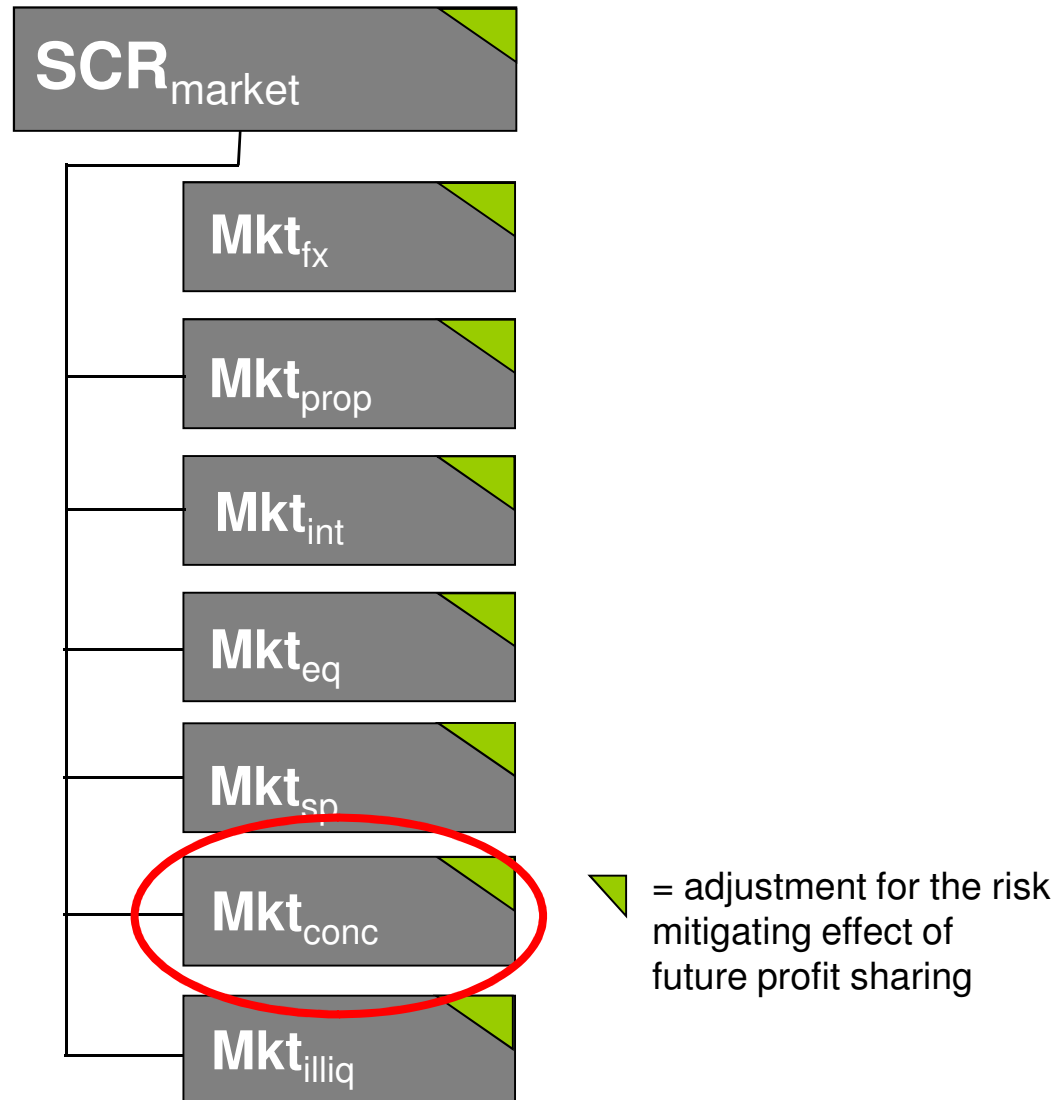 SCRmarket
Mktfx
Mktprop
Mktint
Mkteq
Mktsp
Mktconc
Mktilliq
= adjustment for the risk
mitigating effect of
future profit sharing